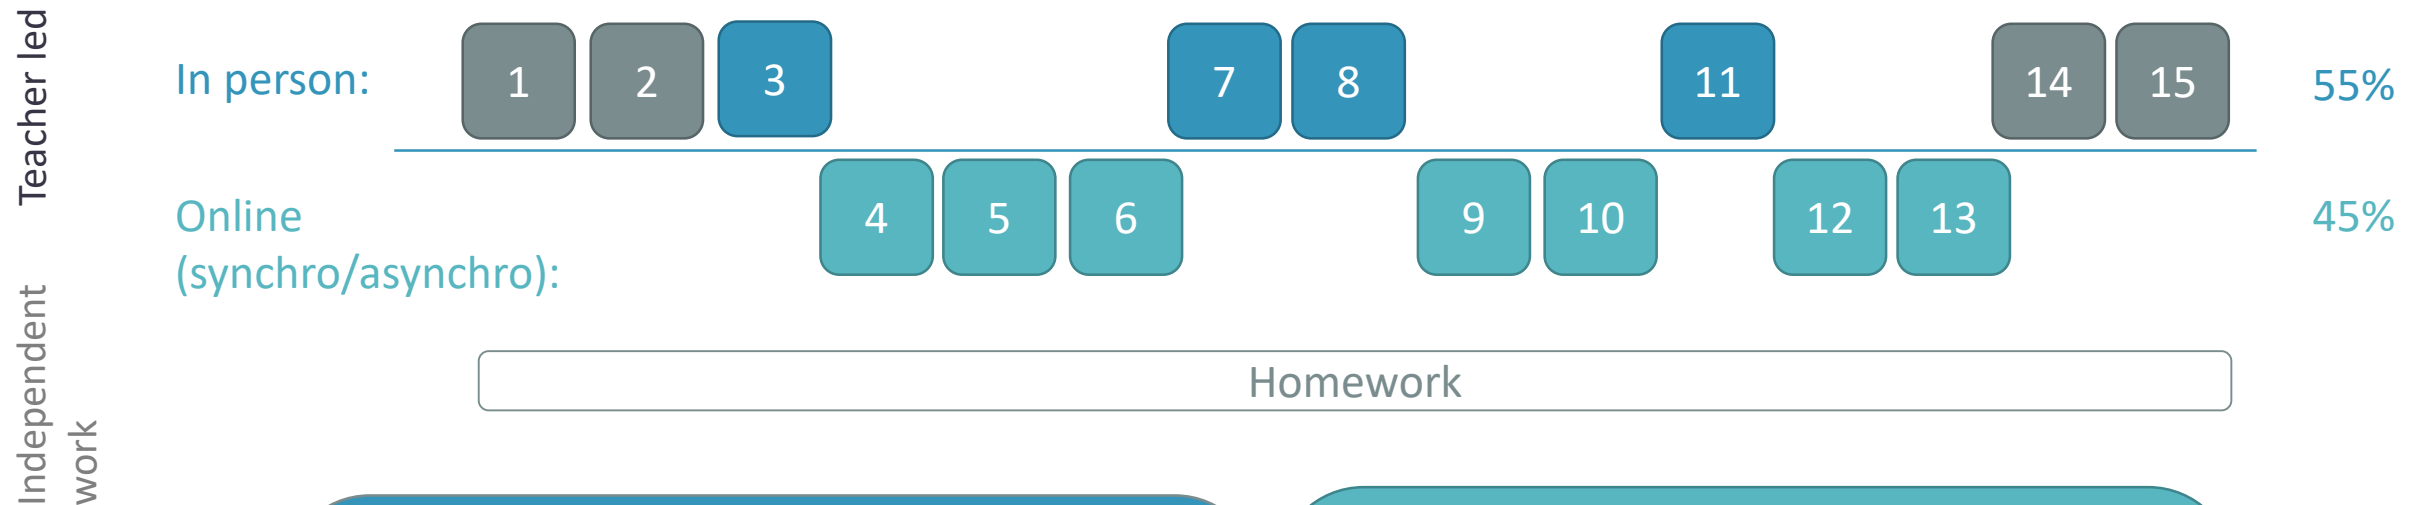 Teacher led
In person:
1 2 3 7 8 11 14 15
55%
Online
(synchro/asynchro):
4 5 6 9 10 12 13
45%
Independent
work
Homework